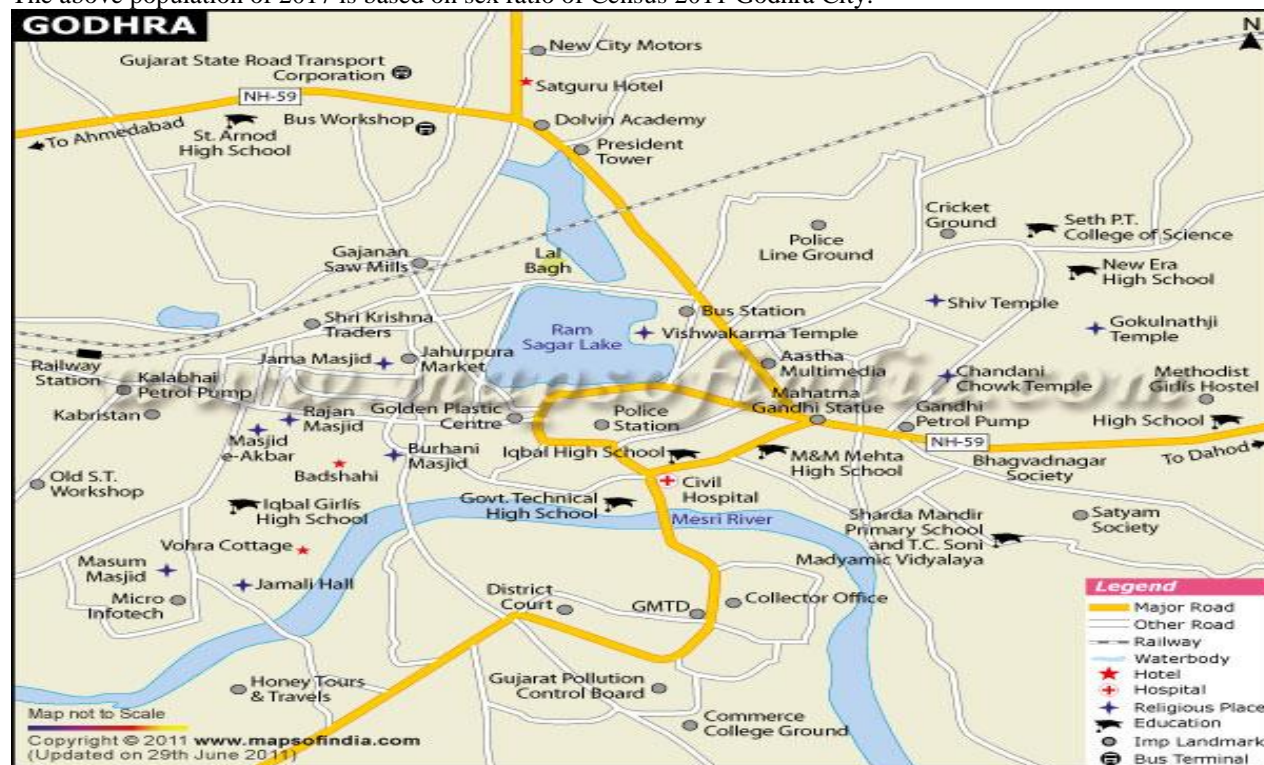 The above population of 2017 is based on sex ratio of Census 2011 Godhra City.
GODHRA
N
New City Motors
Gujarat State Road Transport
Corporation
Satguru Hotel
NH-59
To Ahmedabad
St. Arnod
High School
Bus Workshop
Dolvin Academy
President
Tower
Cricket
Ground
Seth P.T.
College of Science
Police
Line Ground
New Era
High School
Gajanan
Saw Mills
Lal
Bagh
Shiv Temple
Bus Station
Shri Krishna
Traders
Ram
Sagar Lake
Vishwakarma Temple
Gokulnathji
Temple
Railway
Station
Jama Masjid
Jahurpura
Market
Aastha
Multimedia
www.mapsofindia.com
Kalabhai
Petrol Pump
Chandani
Chowk Temple
Methodist
Girlís Hostel
Kabristan
Rajan
Masjid
Golden Plastic
Centre
Police
Station
Mahatma
Gandhi Statue
Gandhi
Petrol Pump
High School
NH-59
Masjid
e-Akbar
Burhani
Masjid
Iqbal High School
M&M Mehta
High School
Bhagvadnagar
Society
To Dahod
Old S.T.
Workshop
Badshahi
Civil
Hospital
Iqbal Girlís
High School
Govt. Technical
High School
Mesri River
Sharda Mandir
Primary School
and T.C. Soni
Madyamic Vidyalaya
Satyam
Society
Vohra Cottage
Masum
Masjid
Jamali Hall
Micro
Infotech
District
Court
GMTD
Collector Office
Honey Tours
& Travels
Gujarat Pollution
Control Board
Commerce
College Ground
Legend
Major Road
Other Road
Railway
Waterbody
Hotel
Hospital
Religious Place
Education
Imp Landmark
Bus Terminal
Map not to Scale
Copyright © 2011 www.mapsofindia.com
(Updated on 29th June 2011)